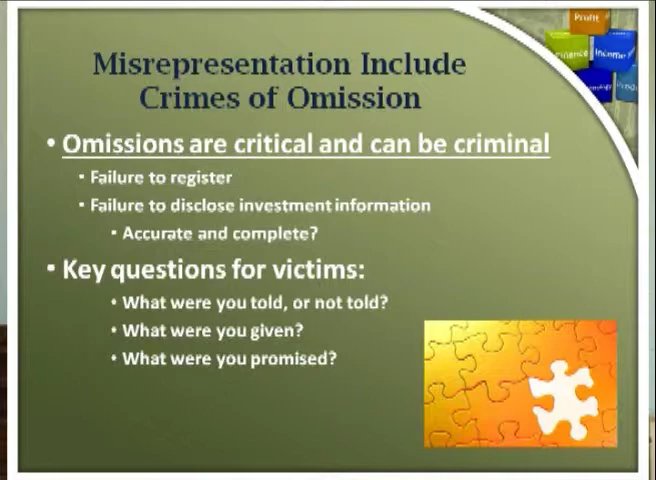 Profit
Finance
Income
Misrepresentation Include
Crimes of Omission
• Omissions are critical and can be criminal
• Failure to register
• Failure to disclose investment information
• Accurate and complete?
• Key questions for victims:
• What were you told, or not told?
• What were you given?
• What were you promised?